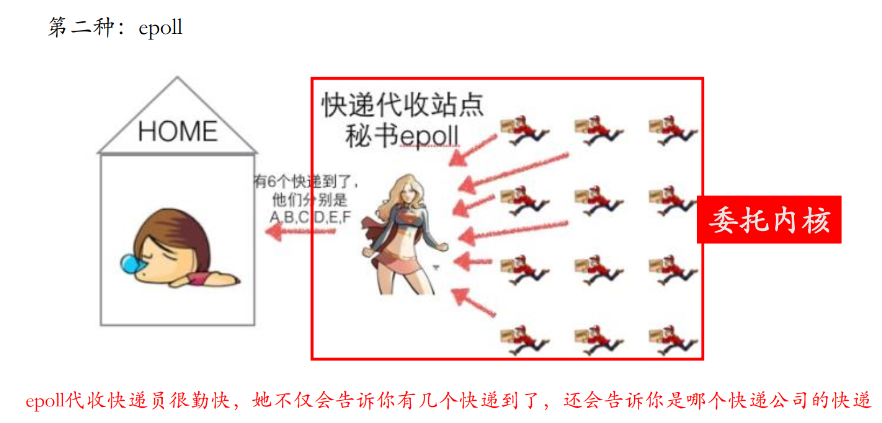 第二种：epoll
HOME
快递代收站点
秘书epoll
有6个快递到了，
他们分别是
A,B,C,D,E,F
委托内核
epoll代收快递员很勤快，她不仅会告诉你有几个快递到了，还会告诉你是哪个快递公司的快递